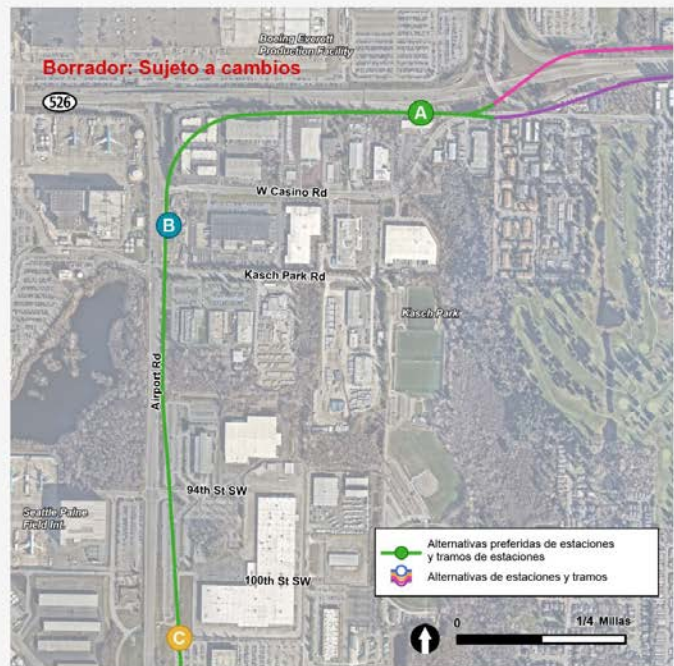 Boeing Everett
Production Facility
Borrador: Sujeto a cambios
526
A
W Casino Rd
B
Kasch Park Rd
Kasch Park
Airport Rd
94th St SW
Seattle Paine
Field Int.
100th St SW
C
Alternativas preferidas de estaciones
y tramos de estaciones
Alternativas de estaciones y tramos
0
1/4 Millas